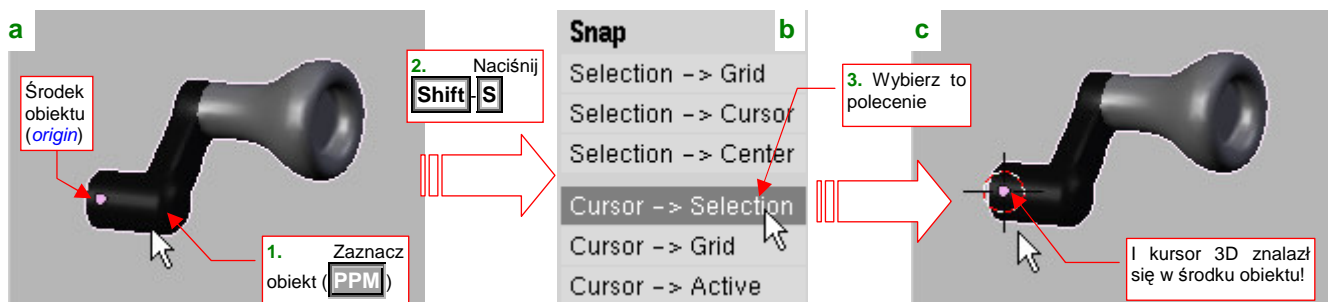 a
Środek
obiektu
(origin)
1. Zaznacz
obiekt (PPM)
2. Naciśnij
Shift-S
b
Snap
Selection -> Grid
Selection -> Cursor
Selection -> Center
Cursor -> Selection
Cursor -> Grid
Cursor -> Active
3. Wybierz to
polecenie
c
I kursor 3D znalazł
się w środku obiektu!